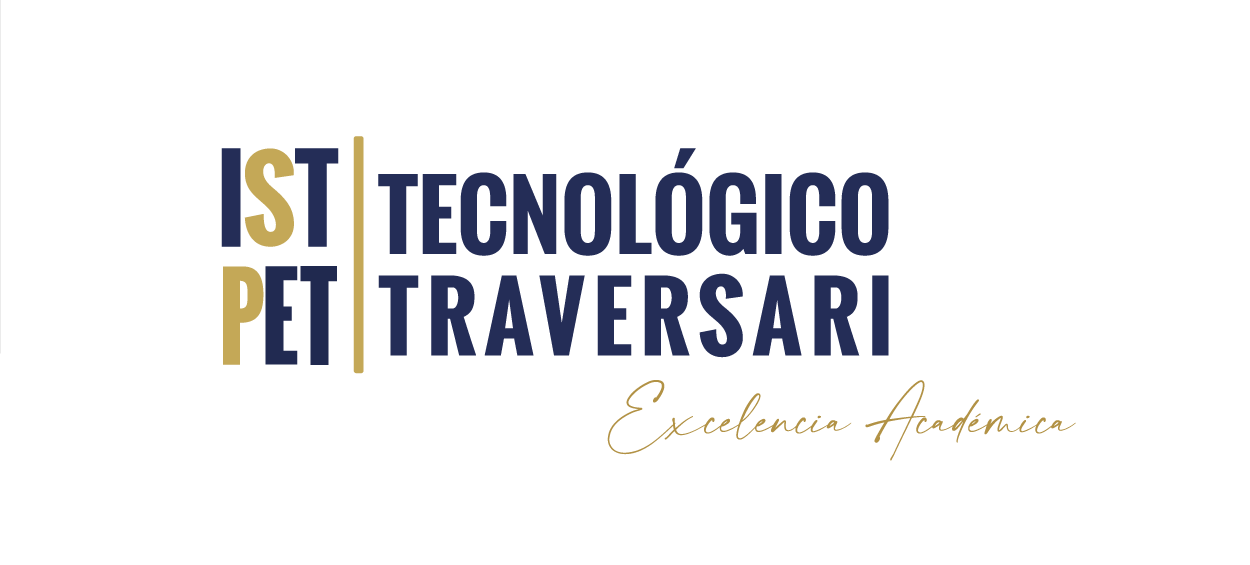 IST
PET
TECNOLÓGICO
TRAVERSARI
Excelencia Académica